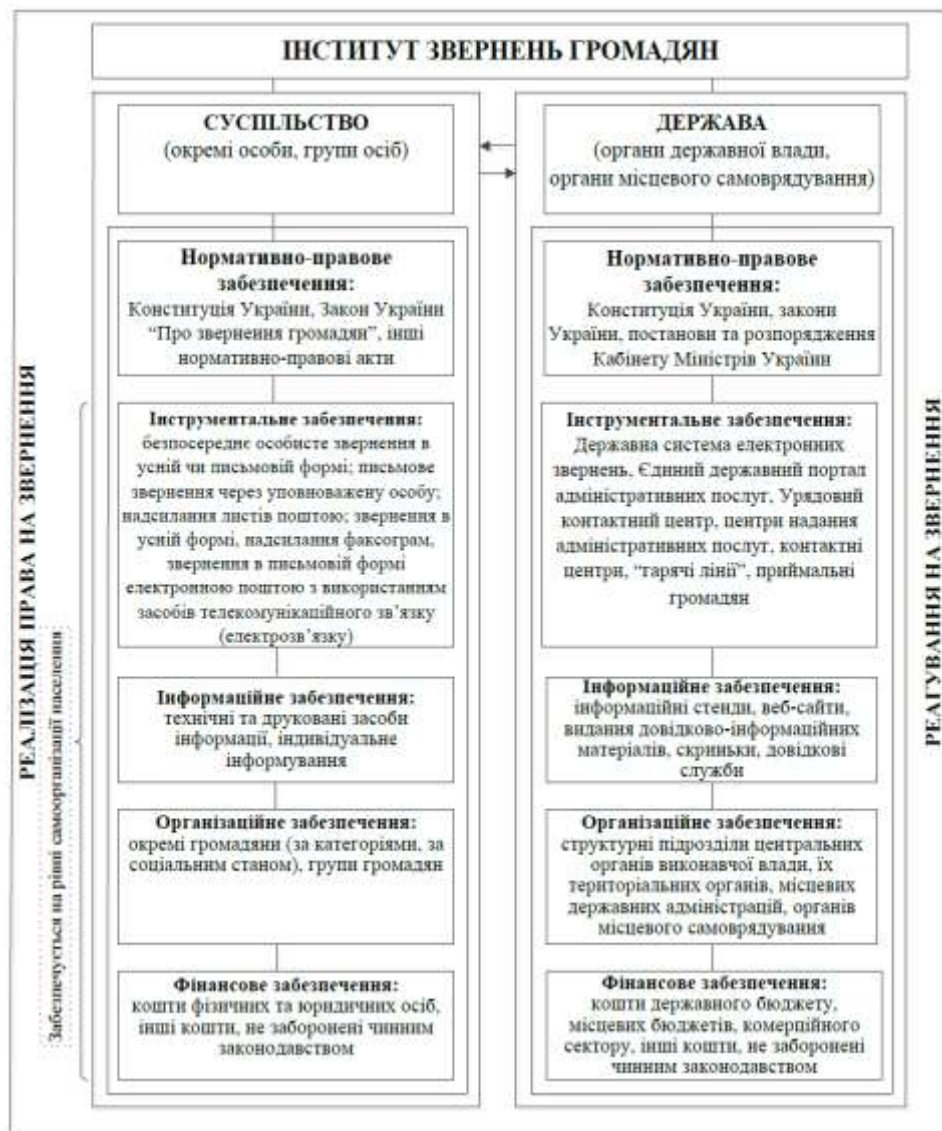 ІНСТИТУТ ЗВЕРНЕНЬ ГРОМАДЯН
СУСПІЛЬСТВО
(окремі особи, групи осіб)
ДЕРЖАВА
(органи державної влади,
органи місцевого самоврядування)
РЕАЛІЗАЦІЯ ПРАВА НА ЗВЕРНЕННЯ
Забезпечується на рівні самоорганізації населення
Нормативно-правове
забезпечення:
Конституція України, Закон України
“Про звернення громадян”, інші
нормативно-правові акти
Інструментальне забезпечення:
безпосереднє особисте звернення в
усній чи письмовій формі; письмове
звернення через уповноважену особу;
надсилання листів поштою; звернення в
усній формі, надсилання факсограм,
звернення в письмовій формі
електронною поштою з використанням
засобів телекомунікаційного зв’язку
(електрозв’язку)
Інформаційне забезпечення:
технічні та друковані засоби
інформації, індивідуальне
інформування
Організаційне забезпечення:
окремі громадяни (за категоріями, за
соціальним станом), групи громадян
Фінансове забезпечення:
кошти фізичних та юридичних осіб,
інші кошти, не заборонені чинним
законодавством
Нормативно-правове
забезпечення:
Конституція України, закони
України, постанови та розпорядження
Кабінету Міністрів України
Інструментальне забезпечення:
Державна система електронних
звернень, Єдиний державний портал
адміністративних послуг, Урядовий
контактний центр, центри надання
адміністративних послуг, контактні
центри, “гарячі лінії”, приймальні
громадян
Інформаційне забезпечення:
інформаційні стенди, веб-сайти,
видання довідково-інформаційних
матеріалів, скриньки, довідкові
служби
Організаційне забезпечення:
структурні підрозділи центральних
органів виконавчої влади, їх
територіальних органів, місцевих
державних адміністрацій, органів
місцевого самоврядування
Фінансове забезпечення:
кошти державного бюджету,
місцевих бюджетів, комерційного
сектору, інші кошти, не заборонені
чинним законодавством
РЕАГУВАННЯ НА ЗВЕРНЕННЯ